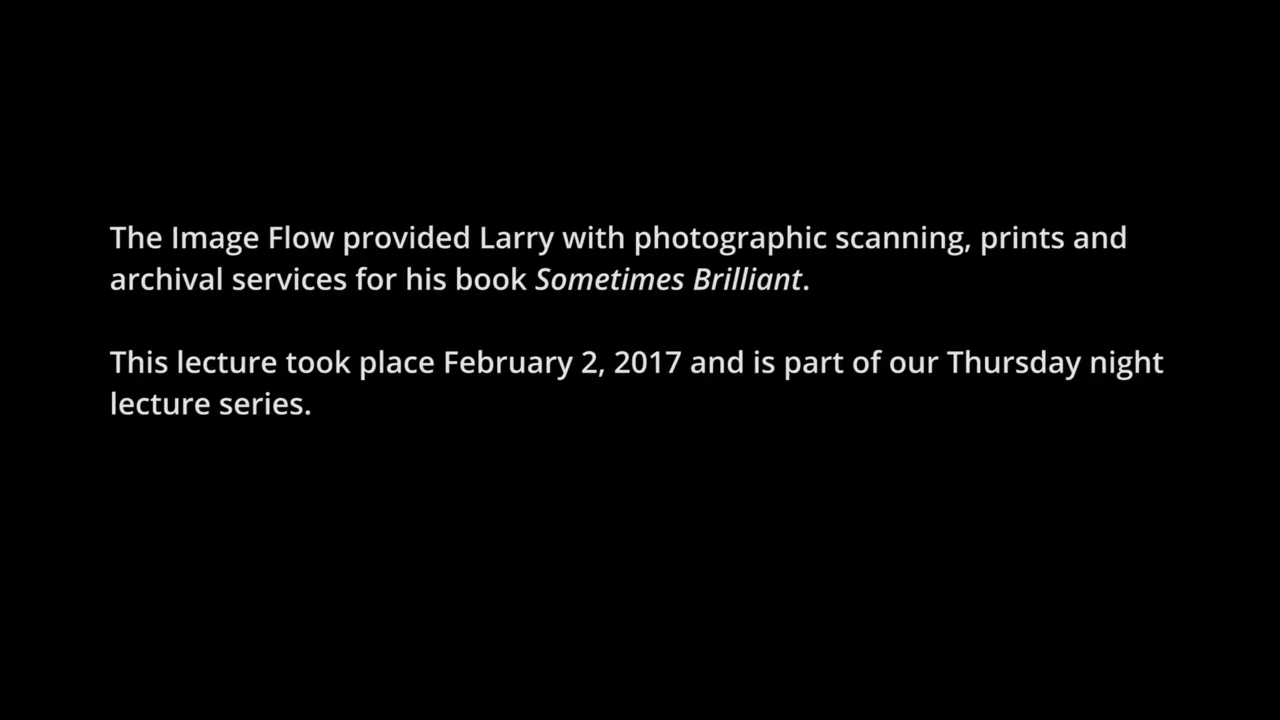 The Image Flow provided Larry with photographic scanning, prints and
archival services for his book Sometimes Brilliant.
This lecture took place February 2, 2017 and is part of our Thursday night
lecture series.